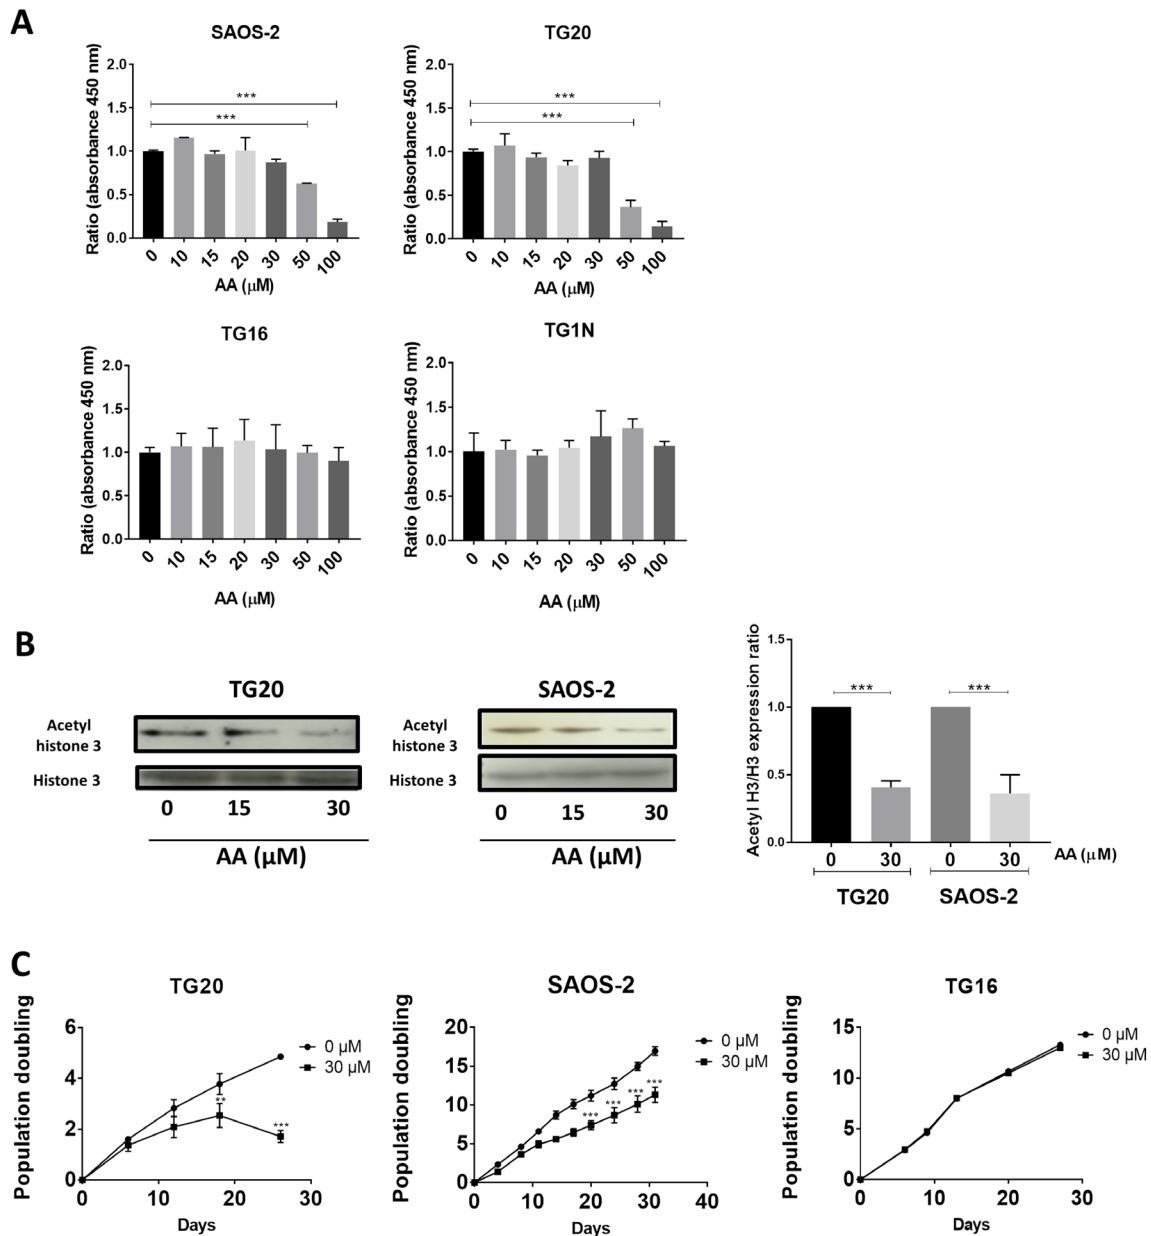 A
SAOS-2
Ratio (absorbance 450 nm)
2.0
1.5
1.0
0.5
0.0
***
***
0 10 15 20 30 50 100
AA (μM)
TG20
Ratio (absorbance 450 nm)
2.0
1.5
1.0
0.5
0.0
***
***
0 10 15 20 30 50 100
AA (μM)
TG16
Ratio (absorbance 450 nm)
2.0
1.5
1.0
0.5
0.0
0 10 15 20 30 50 100
AA (μM)
TG1N
Ratio (absorbance 450 nm)
2.0
1.5
1.0
0.5
0.0
0 10 15 20 30 50 100
AA (μM)
B
TG20
Acetyl
histone 3
Histone 3
0 15 30
AA (μM)
SAOS-2
Acetyl
histone 3
Histone 3
0 15 30
AA (μM)
Acetyl H3/H3 expression ratio
1.5
1.0
0.5
0.0
*** ***
0 30 0 30 AA (μM)
TG20 SAOS-2
C
TG20
Population doubling
6
4
2
0
0 10 20 30
Days
0 μM
30 μM
**
***
SAOS-2
Population doubling
20
15
10
5
0
0 10 20 30 40
Days
0 μM
30 μM
*** *** *** ***
TG16
Population doubling
15
10
5
0
0 10 20 30
Days
0 μM
30 μM